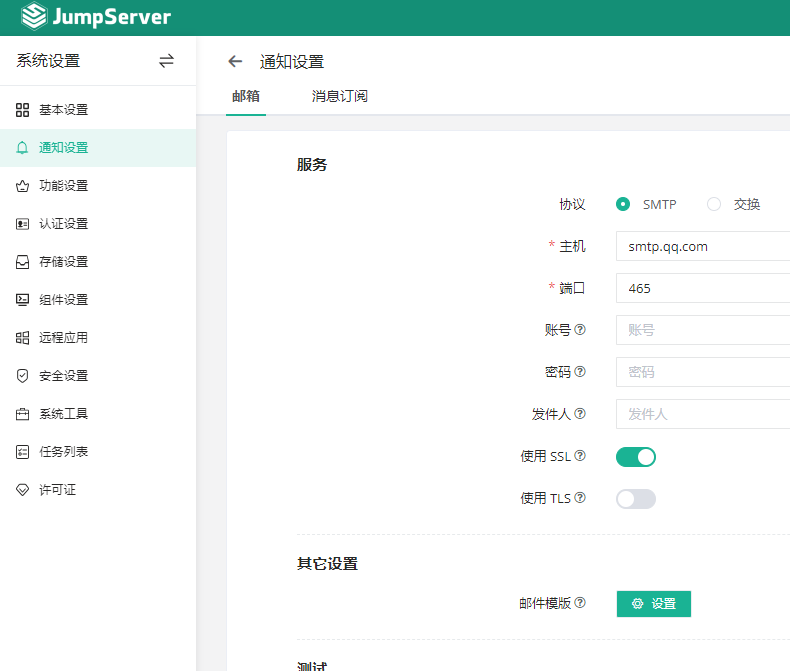 JumpServer
系统设置
基本设置
通知设置
功能设置
认证设置
存储设置
组件设置
远程应用
安全设置
系统工具
任务列表
许可证
通知设置
邮箱 消息订阅
服务
协议 SMTP 交换
* 主机 smtp.qq.com
* 端口 465
账号 账号
密码 密码
发件人 发件人
使用 SSL
使用 TLS
其它设置
邮件模版 设置
测试